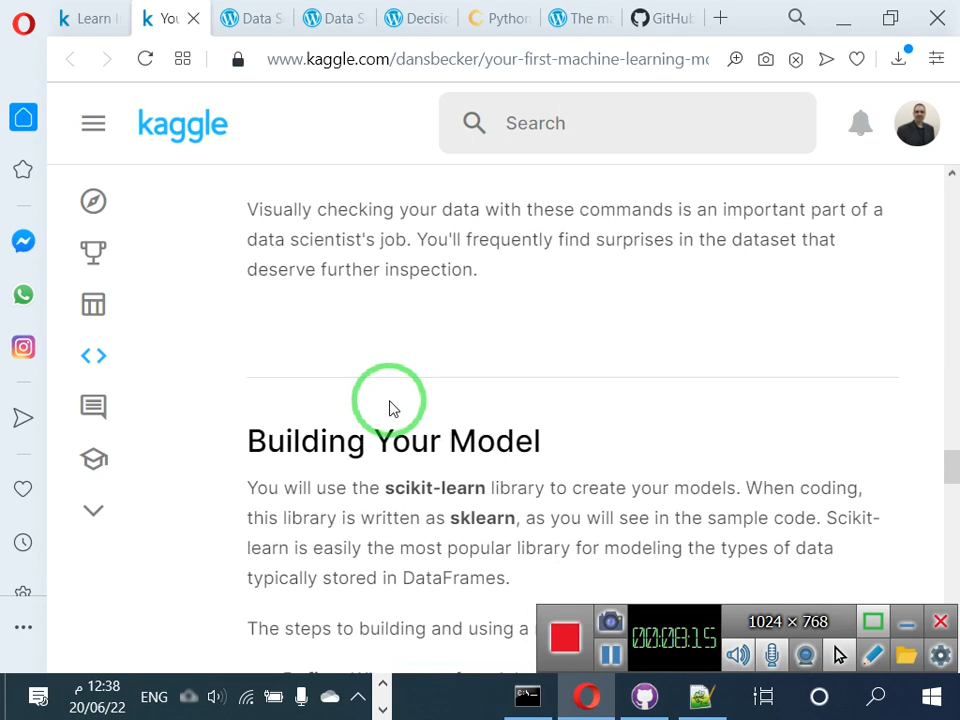 Learn I
You
Data S
Data S
Decisio
Python
The ma
GitHub
www.kaggle.com/dansbecker/your-first-machine-learning-mo
kaggle
Search
Visually checking your data with these commands is an important part of a
data scientist's job. You'll frequently find surprises in the dataset that
deserve further inspection.
Building Your Model
You will use the scikit-learn library to create your models. When coding,
this library is written as sklearn, as you will see in the sample code. Scikit-
learn is easily the most popular library for modeling the types of data
typically stored in DataFrames.
The steps to building and using a
1024 × 768
00:08:15
12:38 م
ENG
20/06/22